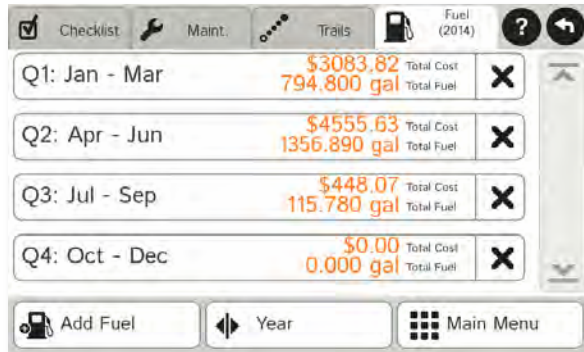 Checklist Maint. Trails Fuel
(2014) ?
Q1: Jan - Mar $3083.82 Total Cost
794.800 gal Total Fuel
Q2: Apr - Jun $4555.63 Total Cost
1356.890 gal Total Fuel
Q3: Jul - Sep $448.07 Total Cost
115.780 gal Total Fuel
Q4: Oct - Dec $0.00 Total Cost
0.000 gal Total Fuel
Add Fuel Year Main Menu